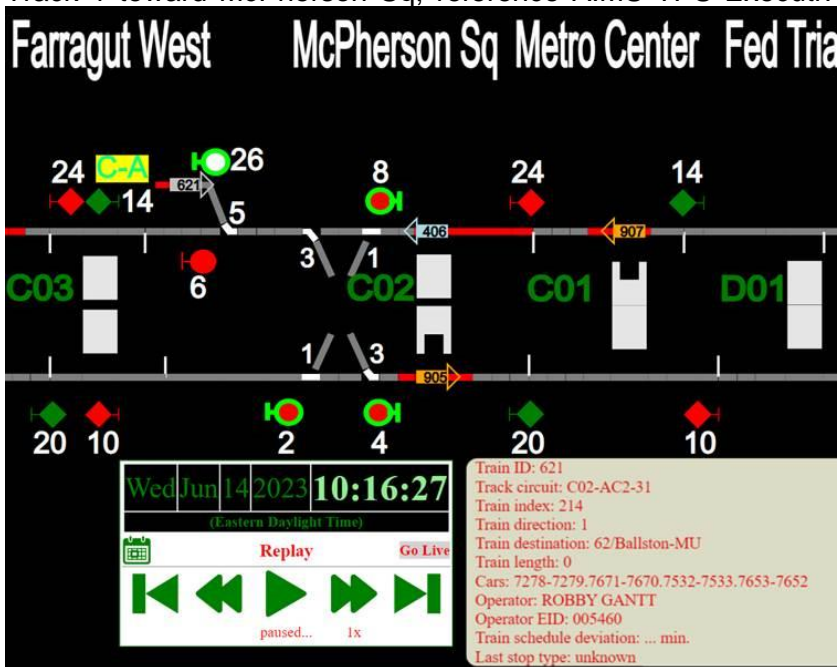 Farragut West McPherson Sq Metro Center Fed Tria
24 C-A 14 621 26 8 24 14
5 406 907
C03 6 3 1 C02 C01 D01
1 3
905
20 10 2 4 20 10
Wed Jun 14 2023 10:16:27
(Eastern Daylight Time)
Replay Go Live
paused... 1x
Train ID: 621
Track circuit: C02-AC2-31
Train index: 214
Train direction: 1
Train destination: 62/Ballston-MU
Train length: 0
Cars: 7278-7279.7671-7670.7532-7533.7653-7652
Operator: ROBBY GANTT
Operator EID: 005460
Train schedule deviation: ... min.
Last stop type: unknown